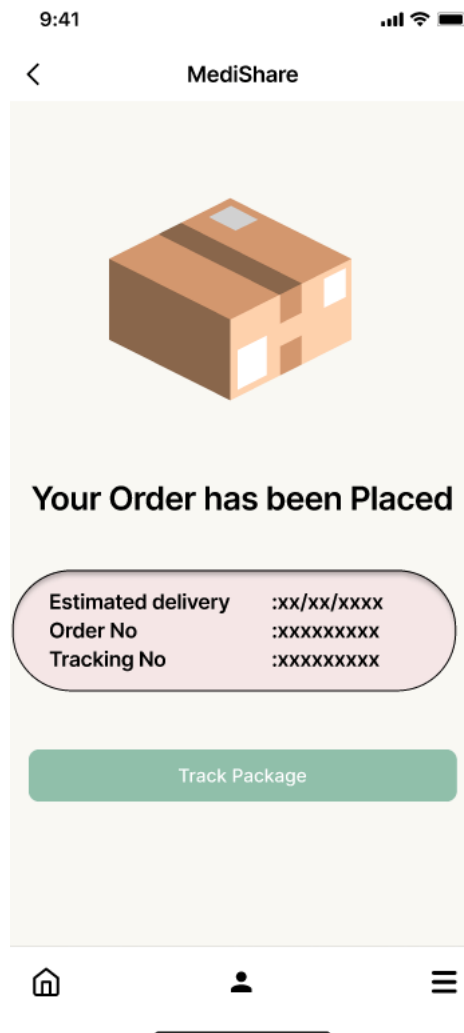 9:41
MediShare
Your Order has been Placed
Estimated delivery :xx/xx/xxxx
Order No :xxxxxxxxx
Tracking No :xxxxxxxxx
Track Package